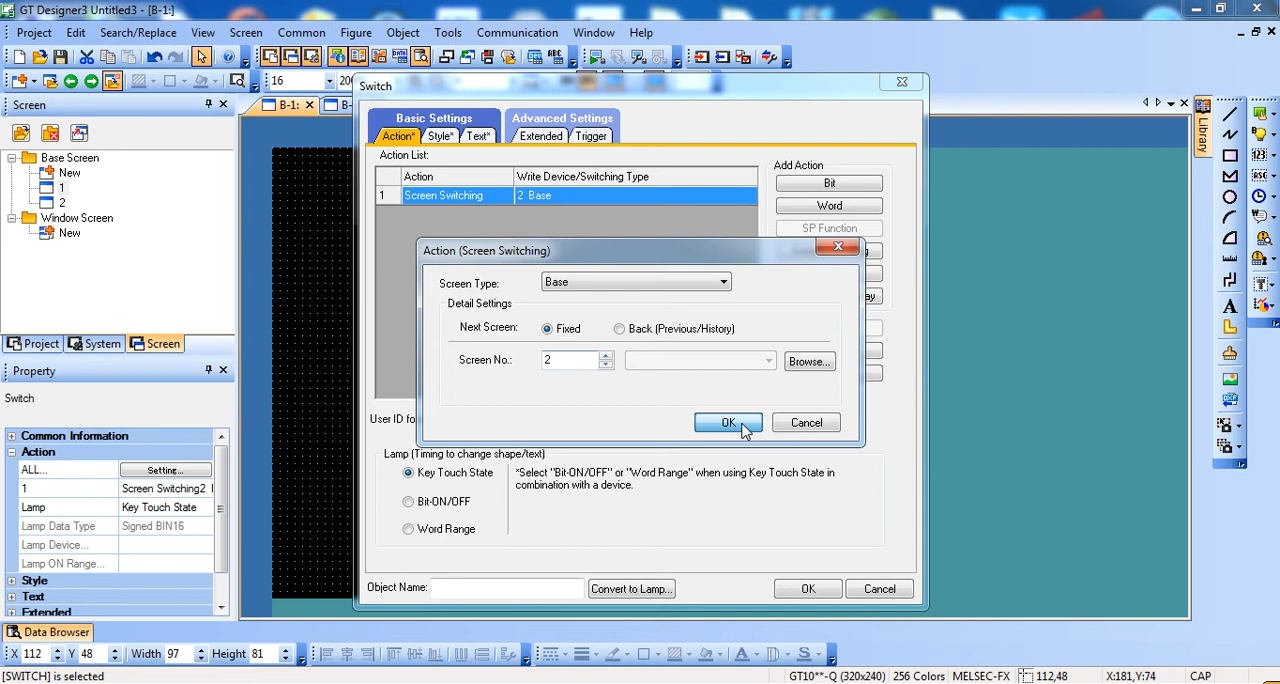 GT Designer3 Untitled3 - [B-1:]
Project Edit Search/Replace View Screen Common Figure Object Tools Communication Window Help
16
Screen
B-1:
Base Screen
New
1
2
Window Screen
New
Project System Screen
Property
Switch
Common Information
Action
ALL... Setting...
1 Screen Switching2
Lamp Key Touch State
Lamp Data Type Signed BIN16
Lamp Device...
Lamp ON Range...
Style
Text
Extended
Data Browser
X 112 Y 48 Width 97 Height 81
[SWITCH] is selected
GT10**-Q (320x240) 256 Colors MELSEC-FX 112,48 X:181,Y:74 CAP
Library
Switch
Basic Settings Advanced Settings
Action* Style* Text* Extended Trigger
Action List:
Action Write Device/Switching Type
1 Screen Switching 2 Base
Add Action
Bit
Word
SP Function
Action (Screen Switching)
Screen Type: Base
Detail Settings
Next Screen: Fixed Back (Previous/History)
Screen No.: 2 Browse...
OK Cancel
User ID fo
Lamp (Timing to change shape/text)
Key Touch State
*Select "Bit-ON/OFF" or "Word Range" when using Key Touch State in
combination with a device.
Bit-ON/OFF
Word Range
Object Name: Convert to Lamp... OK Cancel